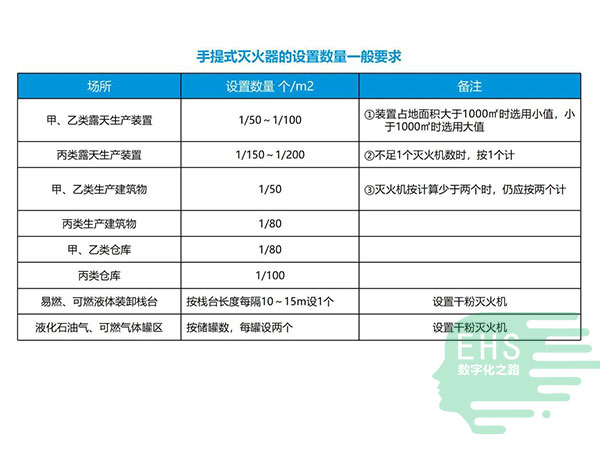 手提式灭火器的设置数量一般要求
场所 设置数量 个/m2 备注
甲、乙类露天生产装置 1/50～1/100 ①装置占地面积大于1000㎡时选用小值，小
于1000㎡时选用大值
丙类露天生产装置 1/150～1/200 ②不足1个灭火机数时，按1个计
甲、乙类生产建筑物 1/50 ③灭火机按计算少于两个时，仍应按两个计
丙类生产建筑物 1/80
甲、乙类仓库 1/80
丙类仓库 1/100
易燃、可燃液体装卸栈台 按栈台长度每隔10～15m设1个 设置干粉灭火机
液化石油气、可燃气体罐区 按储罐数，每罐设两个 设置干粉灭火机
EHS
数字化之路